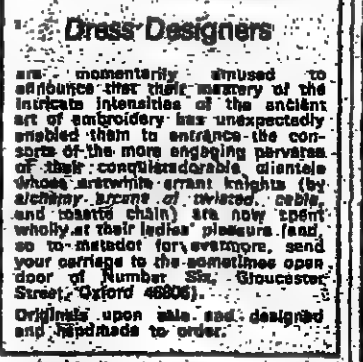 Dress Designers
are momentarily amused to
announce that their mastery of the
intricate intensities of the ancient
art of embroidery has unexpectedly
enabled them to entrance the con-
sorts of the more engaging perverse
of their conquistadorable clientele
whose erstwhile errant knights (by
alchemy arcane of twisted, cable,
and rosette chain) are now spent
wholly at their ladies' pleasure (and,
so to matador for evermore, send
your carriage to the sometimes open
door of Number Six, Gloucester
Street, Oxford 46806).
Originals upon sale and designed
and handmade to order.